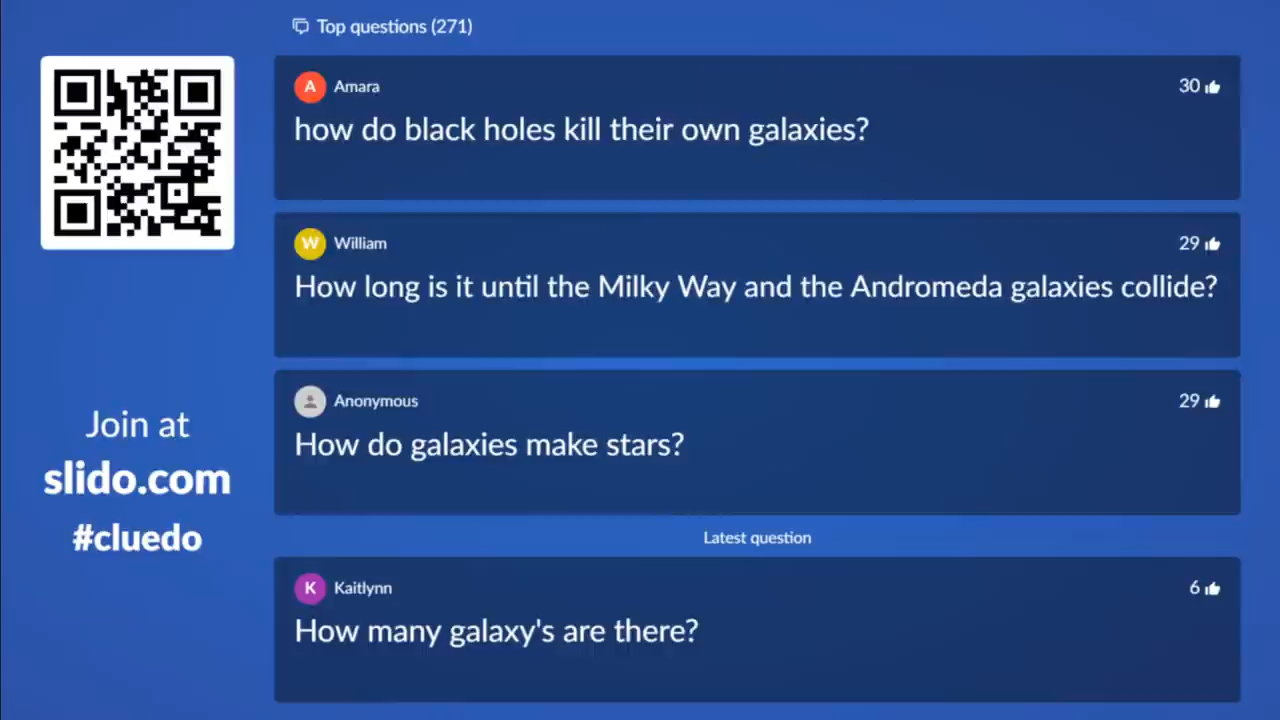 Top questions (271)
A Amara 30
how do black holes kill their own galaxies?
W William 29
How long is it until the Milky Way and the Andromeda galaxies collide?
Anonymous 29
How do galaxies make stars?
Join at
slido.com
#cluedo
Latest question
K Kaitlynn 6
How many galaxy's are there?